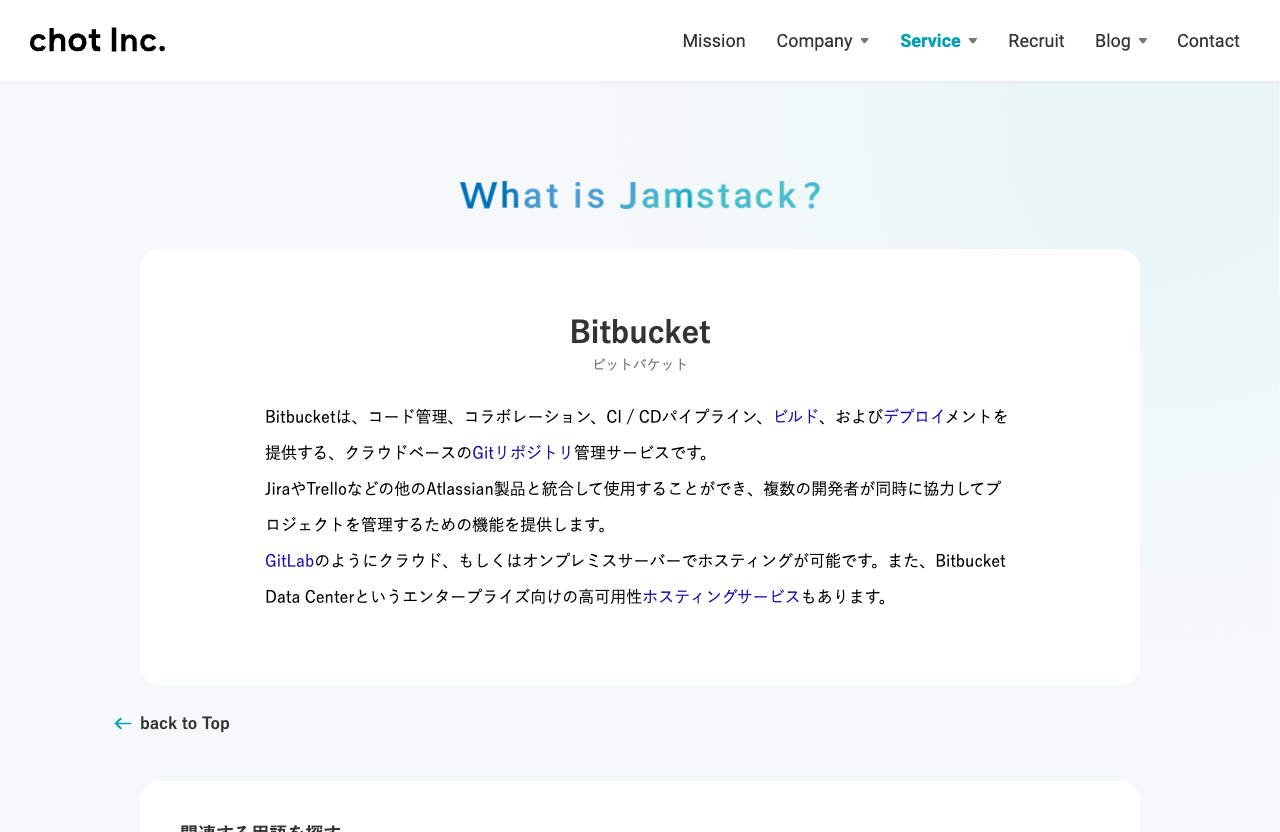 chot Inc.
Mission
Company
Service
Recruit
Blog
Contact
What is Jamstack?
Bitbucket
ビットバケット
Bitbucketは、コード管理、コラボレーション、CI / CDパイプライン、ビルド、およびデプロイメントを
提供する、クラウドベースのGitリポジトリ管理サービスです。
JiraやTrelloなどの他のAtlassian製品と統合して使用することができ、複数の開発者が同時に協力してプ
ロジェクトを管理するための機能を提供します。
GitLabのようにクラウド、もしくはオンプレミスサーバーでホスティングが可能です。また、Bitbucket
Data Centerというエンタープライズ向けの高可用性ホスティングサービスもあります。
back to Top
関連する用語を探す